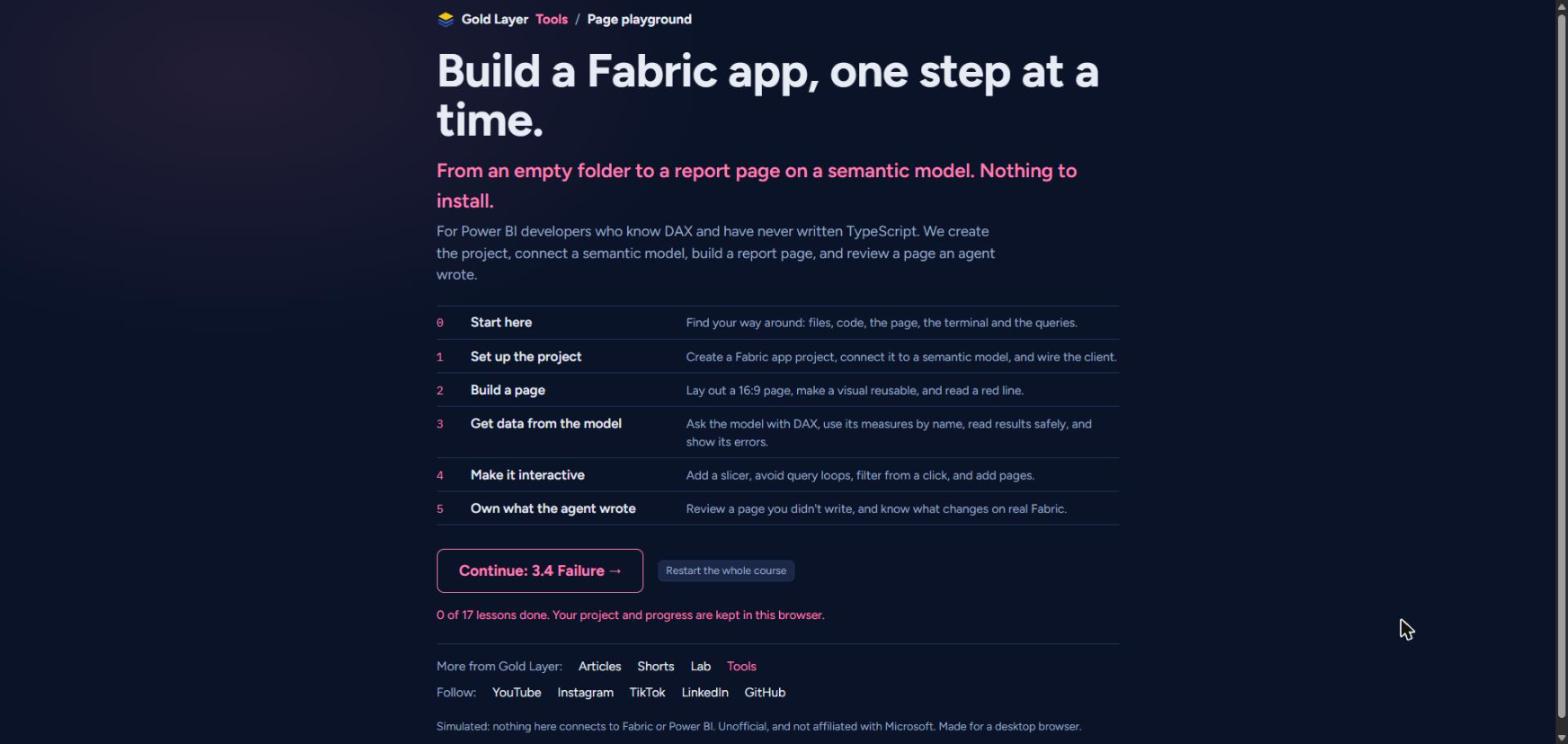 Gold Layer Tools / Page playground
Build a Fabric app, one step at a
time.
From an empty folder to a report page on a semantic model. Nothing to
install.
For Power BI developers who know DAX and have never written TypeScript. We create
the project, connect a semantic model, build a report page, and review a page an agent
wrote.
0 Start here Find your way around: files, code, the page, the terminal and the queries.
1 Set up the project Create a Fabric app project, connect it to a semantic model, and wire the client.
2 Build a page Lay out a 16:9 page, make a visual reusable, and read a red line.
3 Get data from the model Ask the model with DAX, use its measures by name, read results safely, and
show its errors.
4 Make it interactive Add a slicer, avoid query loops, filter from a click, and add pages.
5 Own what the agent wrote Review a page you didn't write, and know what changes on real Fabric.
Continue: 3.4 Failure → Restart the whole course
0 of 17 lessons done. Your project and progress are kept in this browser.
More from Gold Layer: Articles Shorts Lab Tools
Follow: YouTube Instagram TikTok LinkedIn GitHub
Simulated: nothing here connects to Fabric or Power BI. Unofficial, and not affiliated with Microsoft. Made for a desktop browser.